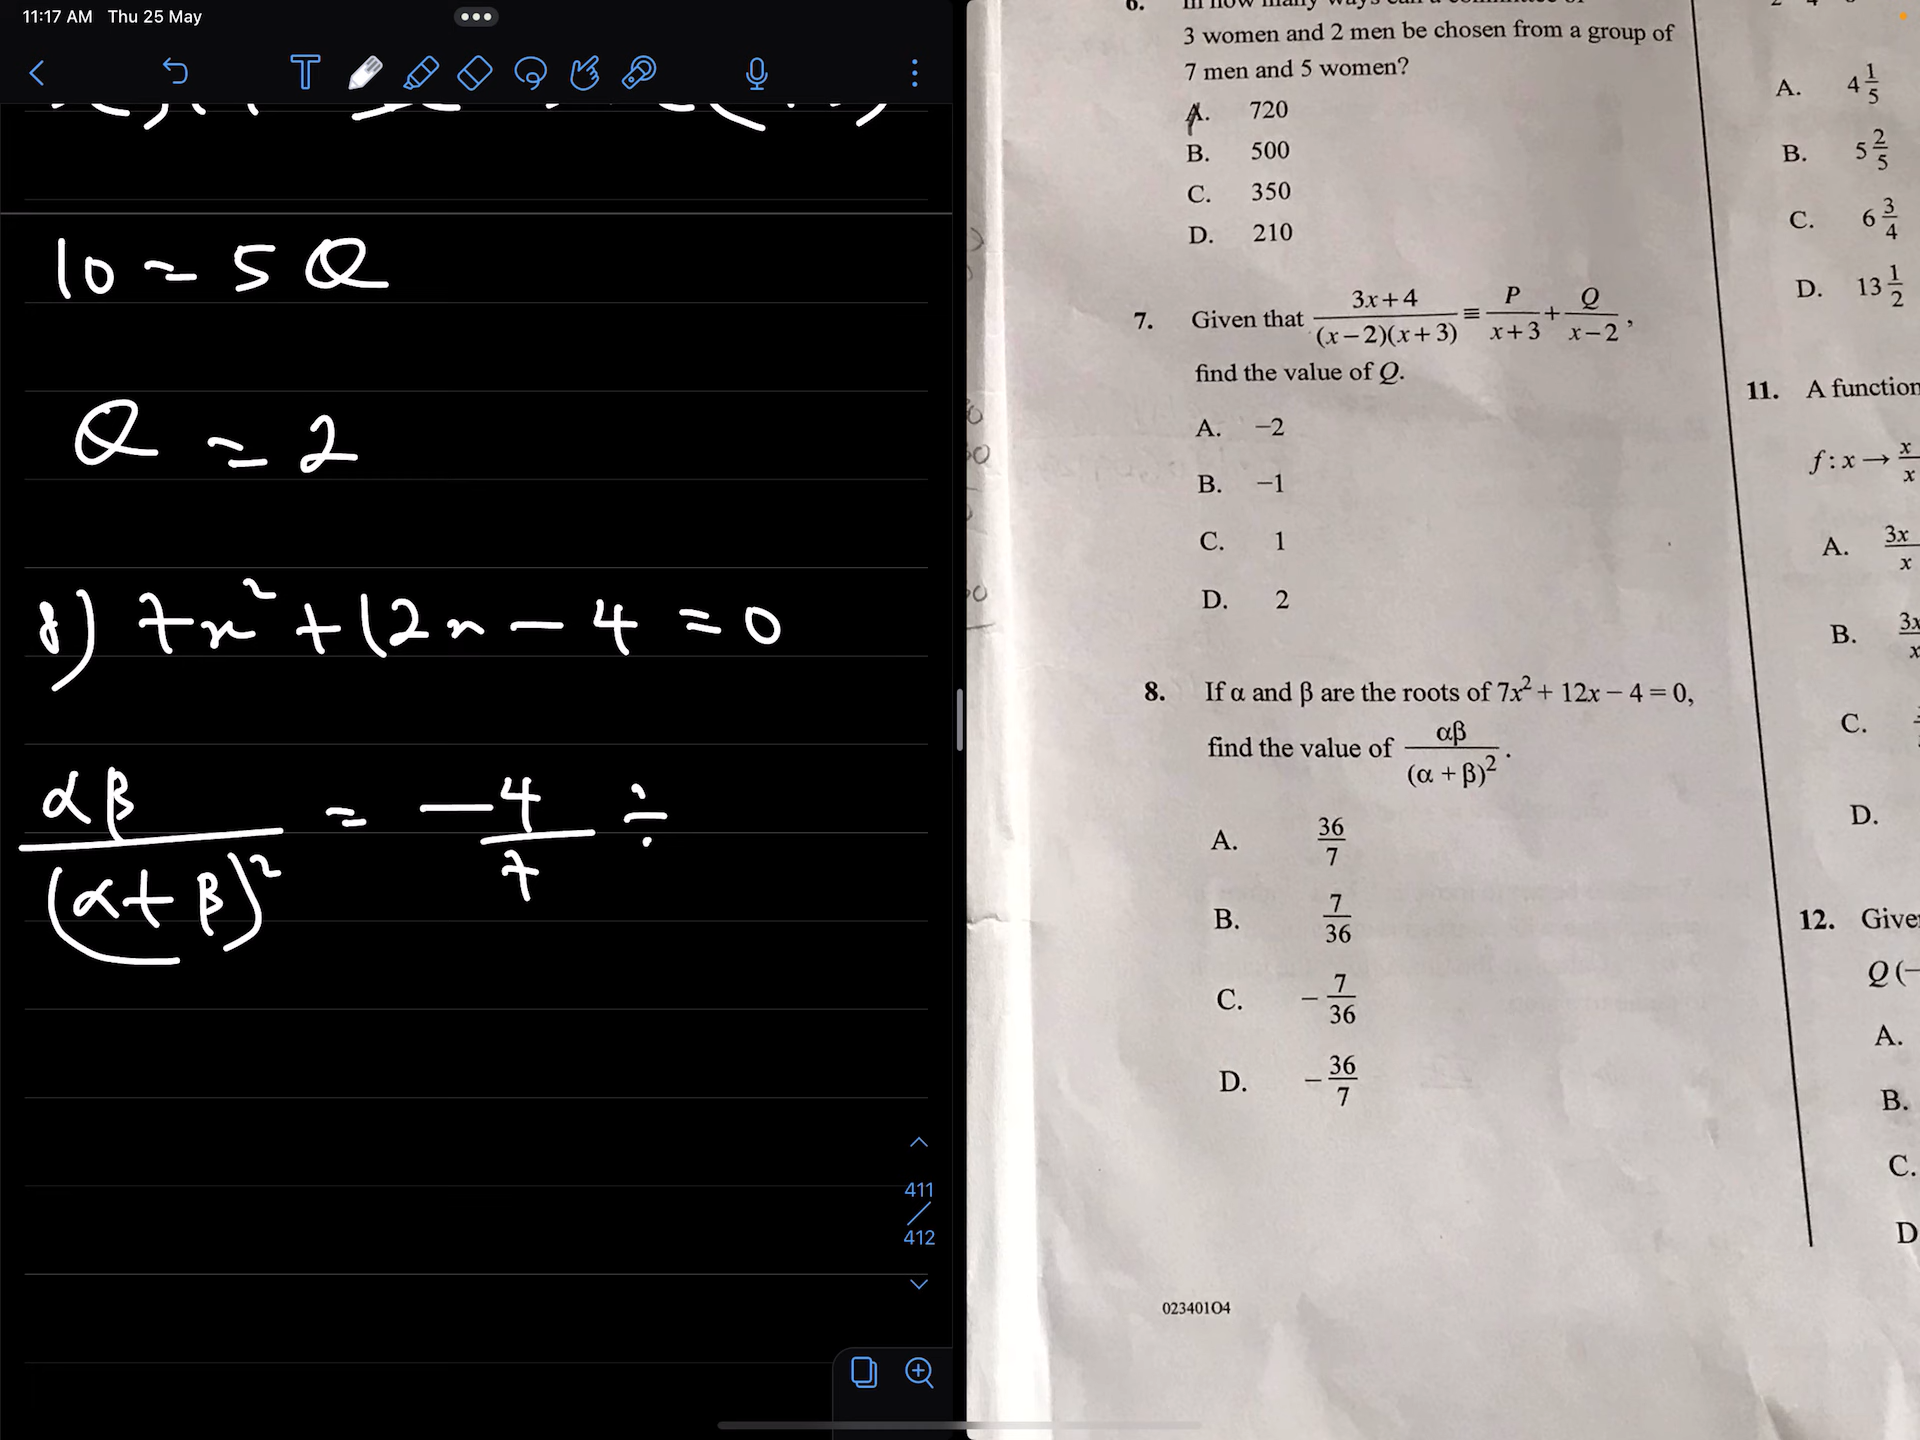 11:17 AM Thu 25 May
10 = 5Q
Q = 2
8) 7x² + 12x - 4 = 0
αβ/(α+β)² = -4/7 ÷
411
/
412
3 women and 2 men be chosen from a group of
7 men and 5 women?
A. 720
B. 500
C. 350
D. 210
7. Given that (3x+4)/((x−2)(x+3)) ≡ P/(x+3) + Q/(x−2),
find the value of Q.
A. −2
B. −1
C. 1
D. 2
8. If α and β are the roots of 7x² + 12x − 4 = 0,
find the value of αβ/(α + β)².
A. 36/7
B. 7/36
C. −7/36
D. −36/7
02340104
A. 4 1/5
B. 5 2/5
C. 6 3/4
D. 13 1/2
11. A function
f : x → x/x
A. 3x/x
B. 3x/x
C.
D.
12. Given
Q (−
A.
B.
C.
D